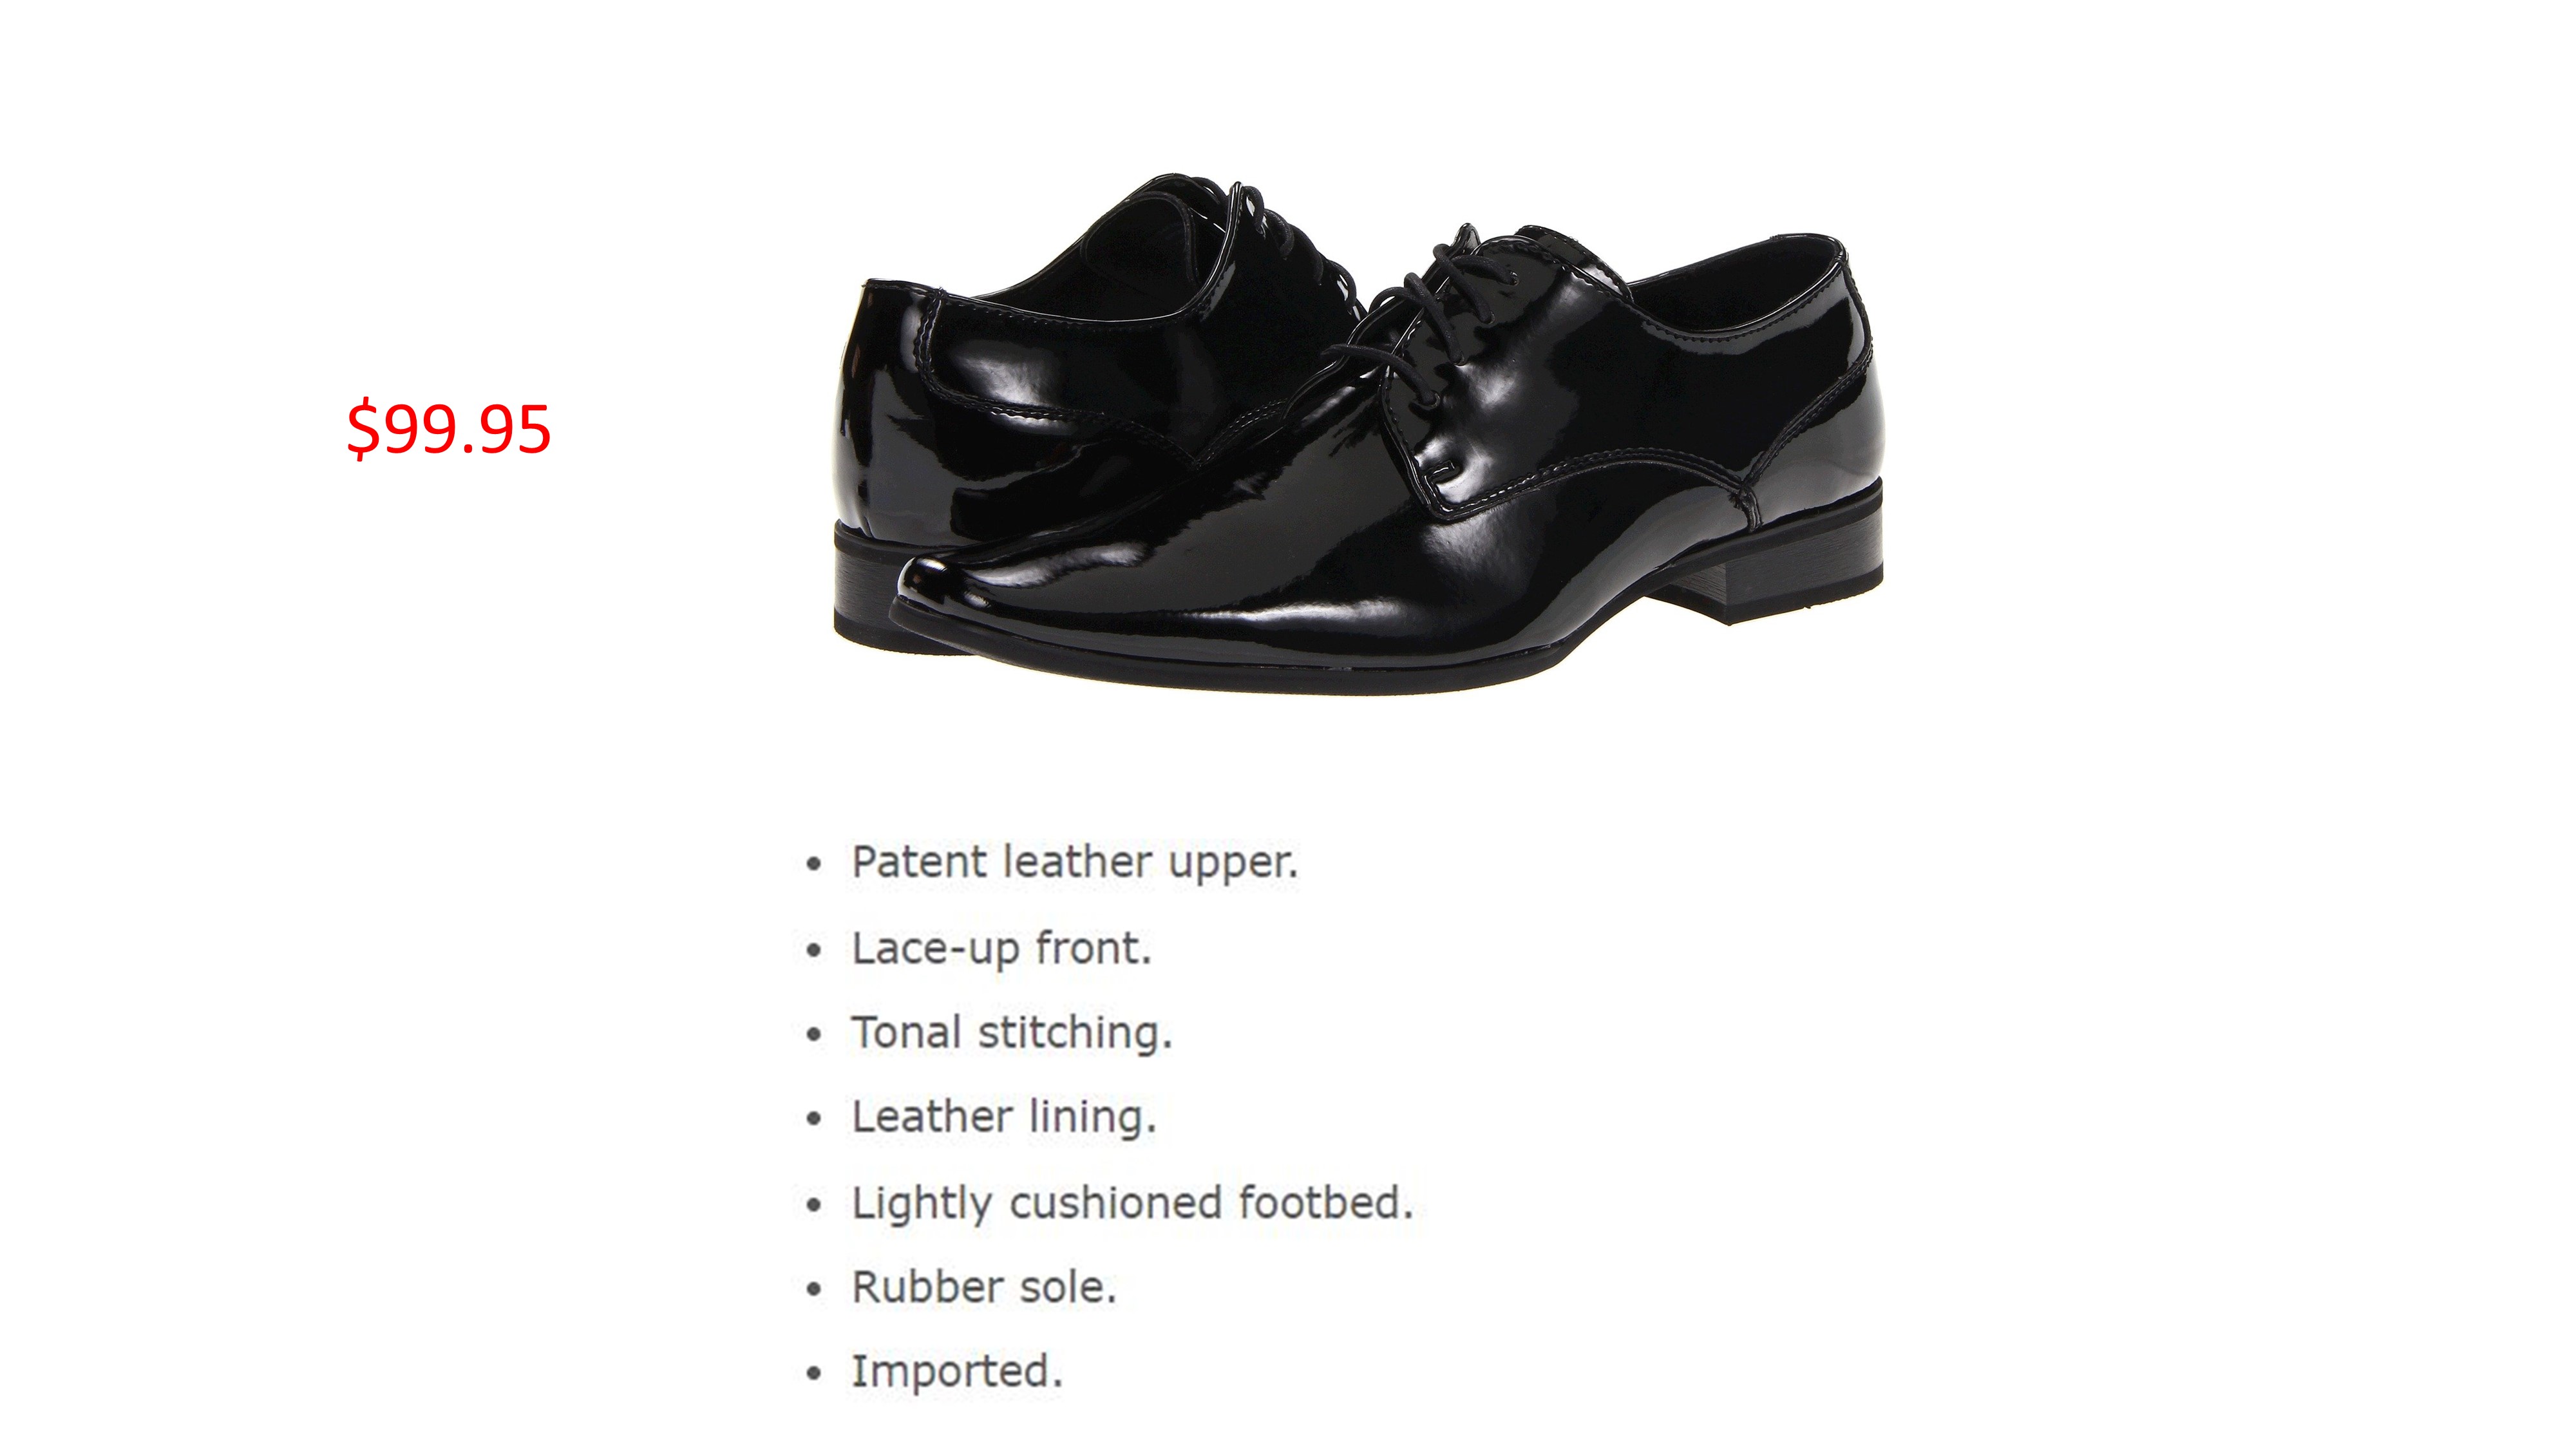 $99.95
• Patent leather upper.
• Lace-up front.
• Tonal stitching.
• Leather lining.
• Lightly cushioned footbed.
• Rubber sole.
• Imported.